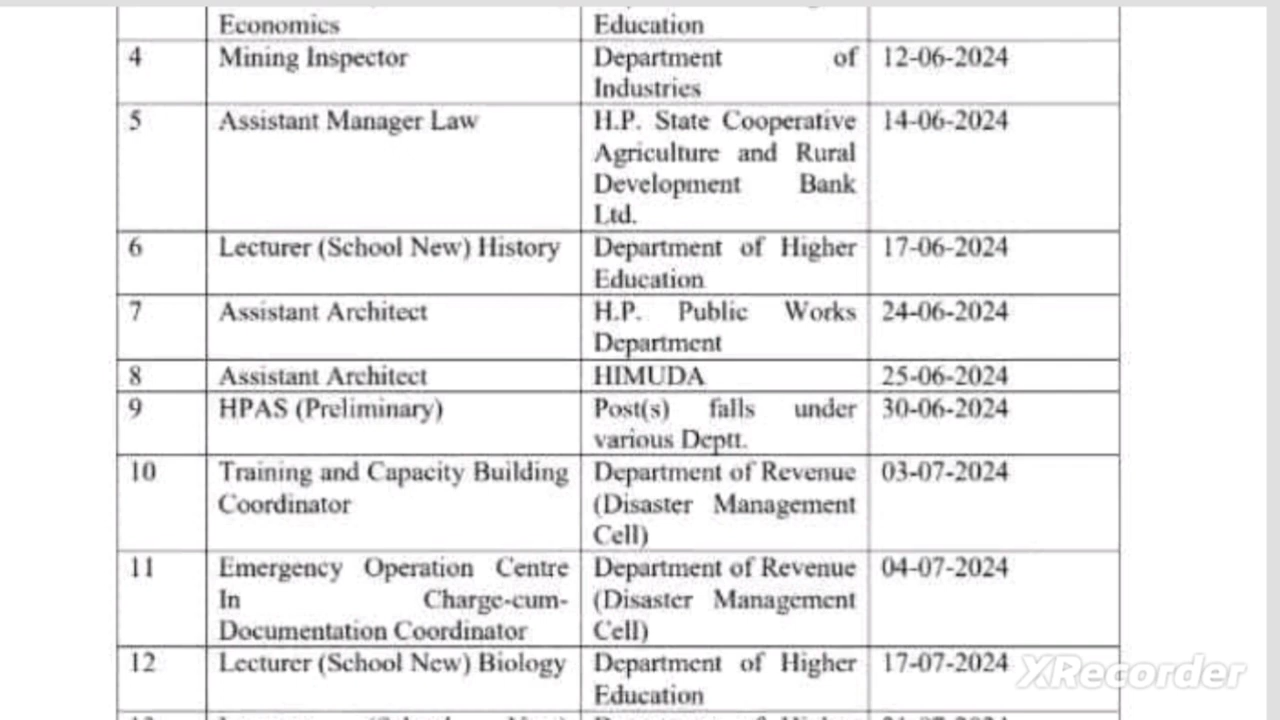 Economics
Education
4
Mining Inspector
Department of
Industries
12-06-2024
5
Assistant Manager Law
H.P. State Cooperative
Agriculture and Rural
Development Bank
Ltd.
14-06-2024
6
Lecturer (School New) History
Department of Higher
Education
17-06-2024
7
Assistant Architect
H.P. Public Works
Department
24-06-2024
8
Assistant Architect
HIMUDA
25-06-2024
9
HPAS (Preliminary)
Post(s) falls under
various Deptt.
30-06-2024
10
Training and Capacity Building
Coordinator
Department of Revenue
(Disaster Management
Cell)
03-07-2024
11
Emergency Operation Centre
In Charge-cum-
Documentation Coordinator
Department of Revenue
(Disaster Management
Cell)
04-07-2024
12
Lecturer (School New) Biology
Department of Higher
Education
17-07-2024
XRecorder